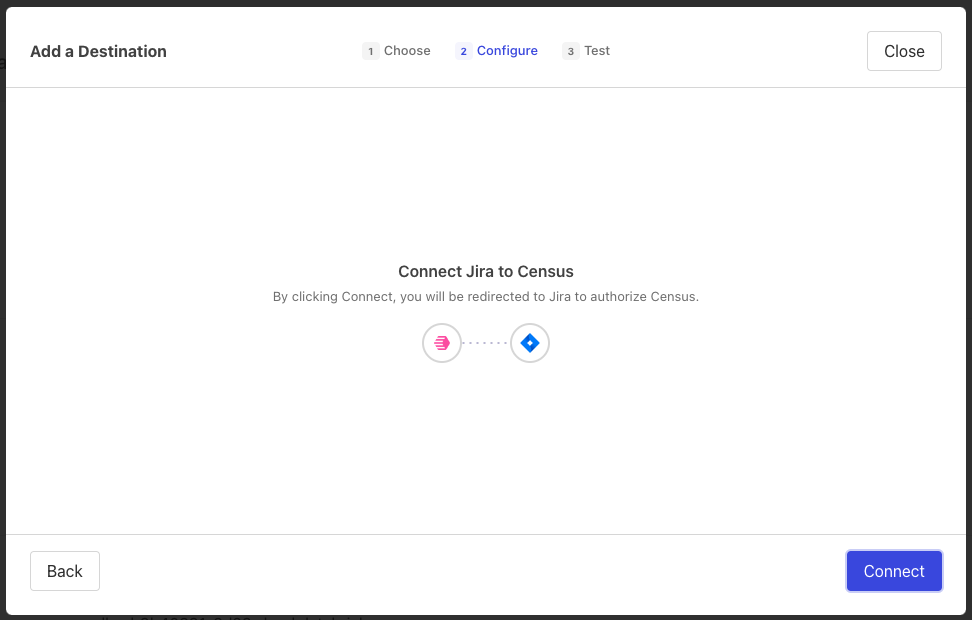 Add a Destination
1 Choose
2 Configure
3 Test
Close
Connect Jira to Census
By clicking Connect, you will be redirected to Jira to authorize Census.
Back
Connect